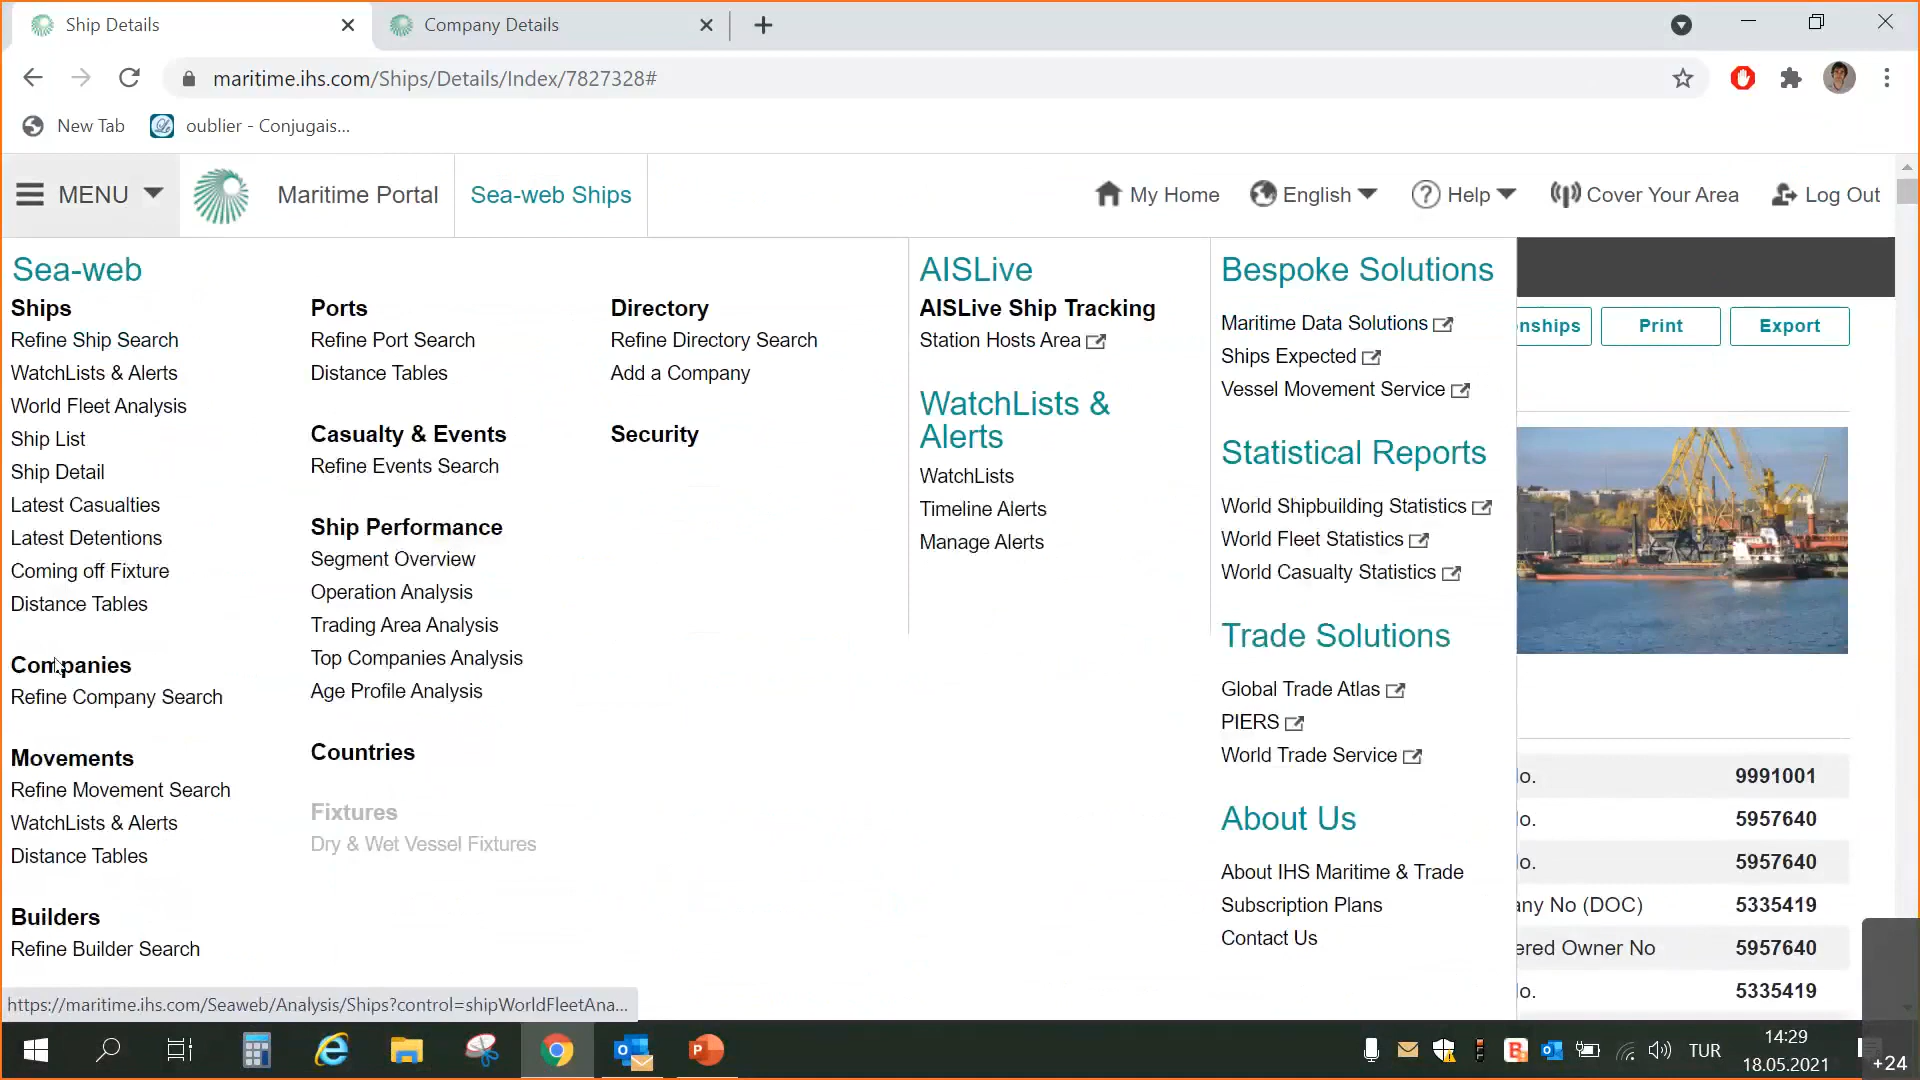 Ship Details
Company Details
maritime.ihs.com/Ships/Details/Index/7827328#
New Tab
oublier - Conjugais...
MENU
Maritime Portal
Sea-web Ships
My Home
English
Help
Cover Your Area
Log Out
Sea-web
Ships
Refine Ship Search
WatchLists & Alerts
World Fleet Analysis
Ship List
Ship Detail
Latest Casualties
Latest Detentions
Coming off Fixture
Distance Tables
Companies
Refine Company Search
Movements
Refine Movement Search
WatchLists & Alerts
Distance Tables
Builders
Refine Builder Search
Ports
Refine Port Search
Distance Tables
Casualty & Events
Refine Events Search
Ship Performance
Segment Overview
Operation Analysis
Trading Area Analysis
Top Companies Analysis
Age Profile Analysis
Countries
Fixtures
Dry & Wet Vessel Fixtures
Directory
Refine Directory Search
Add a Company
Security
AISLive
AISLive Ship Tracking
Station Hosts Area
WatchLists &
Alerts
WatchLists
Timeline Alerts
Manage Alerts
Bespoke Solutions
Maritime Data Solutions
Ships Expected
Vessel Movement Service
Statistical Reports
World Shipbuilding Statistics
World Fleet Statistics
World Casualty Statistics
Trade Solutions
Global Trade Atlas
PIERS
World Trade Service
About Us
About IHS Maritime & Trade
Subscription Plans
Contact Us
nships
Print
Export
lo. 9991001
o. 5957640
o. 5957640
any No (DOC) 5335419
ered Owner No 5957640
lo. 5335419
https://maritime.ihs.com/Seaweb/Analysis/Ships?control=shipWorldFleetAna...
TUR
14:29
18.05.2021
+24